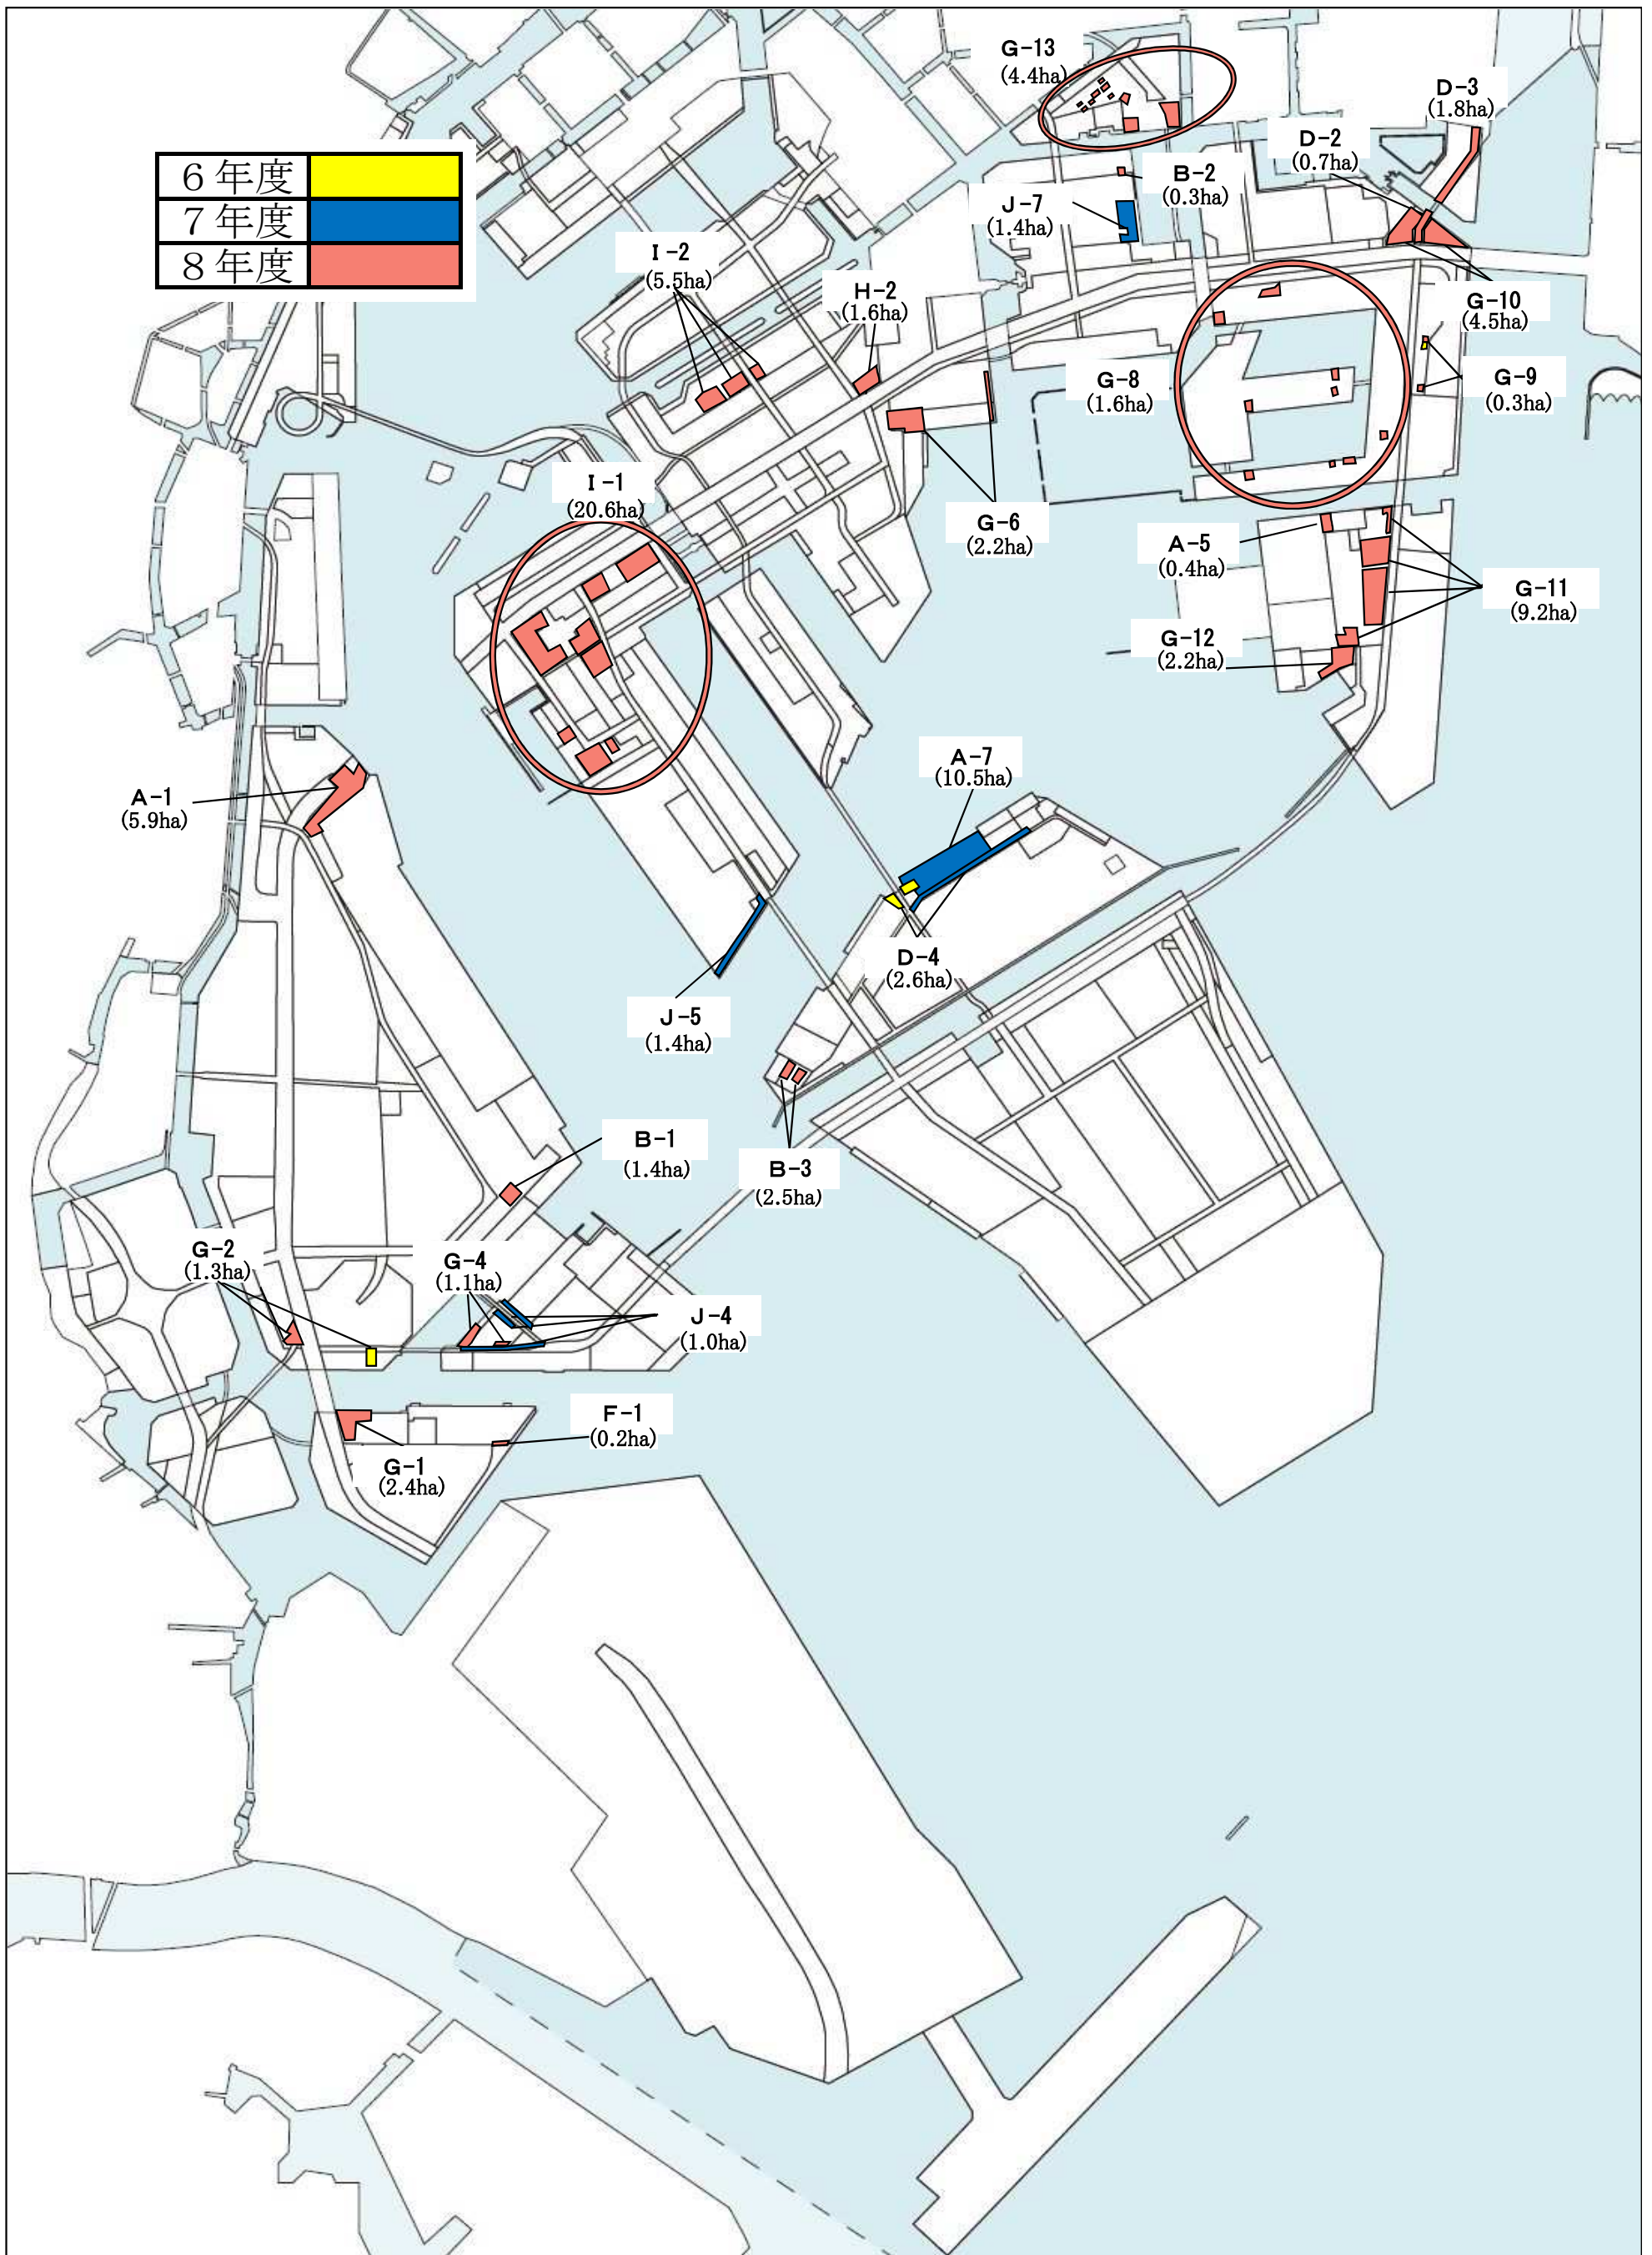 6年度
7年度
8年度
G-13
(4.4ha)
D-3
(1.8ha)
D-2
(0.7ha)
B-2
(0.3ha)
J-7
(1.4ha)
I-2
(5.5ha)
H-2
(1.6ha)
G-10
(4.5ha)
G-8
(1.6ha)
G-9
(0.3ha)
I-1
(20.6ha)
G-6
(2.2ha)
A-5
(0.4ha)
G-11
(9.2ha)
G-12
(2.2ha)
A-7
(10.5ha)
A-1
(5.9ha)
D-4
(2.6ha)
J-5
(1.4ha)
B-1
(1.4ha)
B-3
(2.5ha)
G-2
(1.3ha)
G-4
(1.1ha)
J-4
(1.0ha)
F-1
(0.2ha)
G-1
(2.4ha)